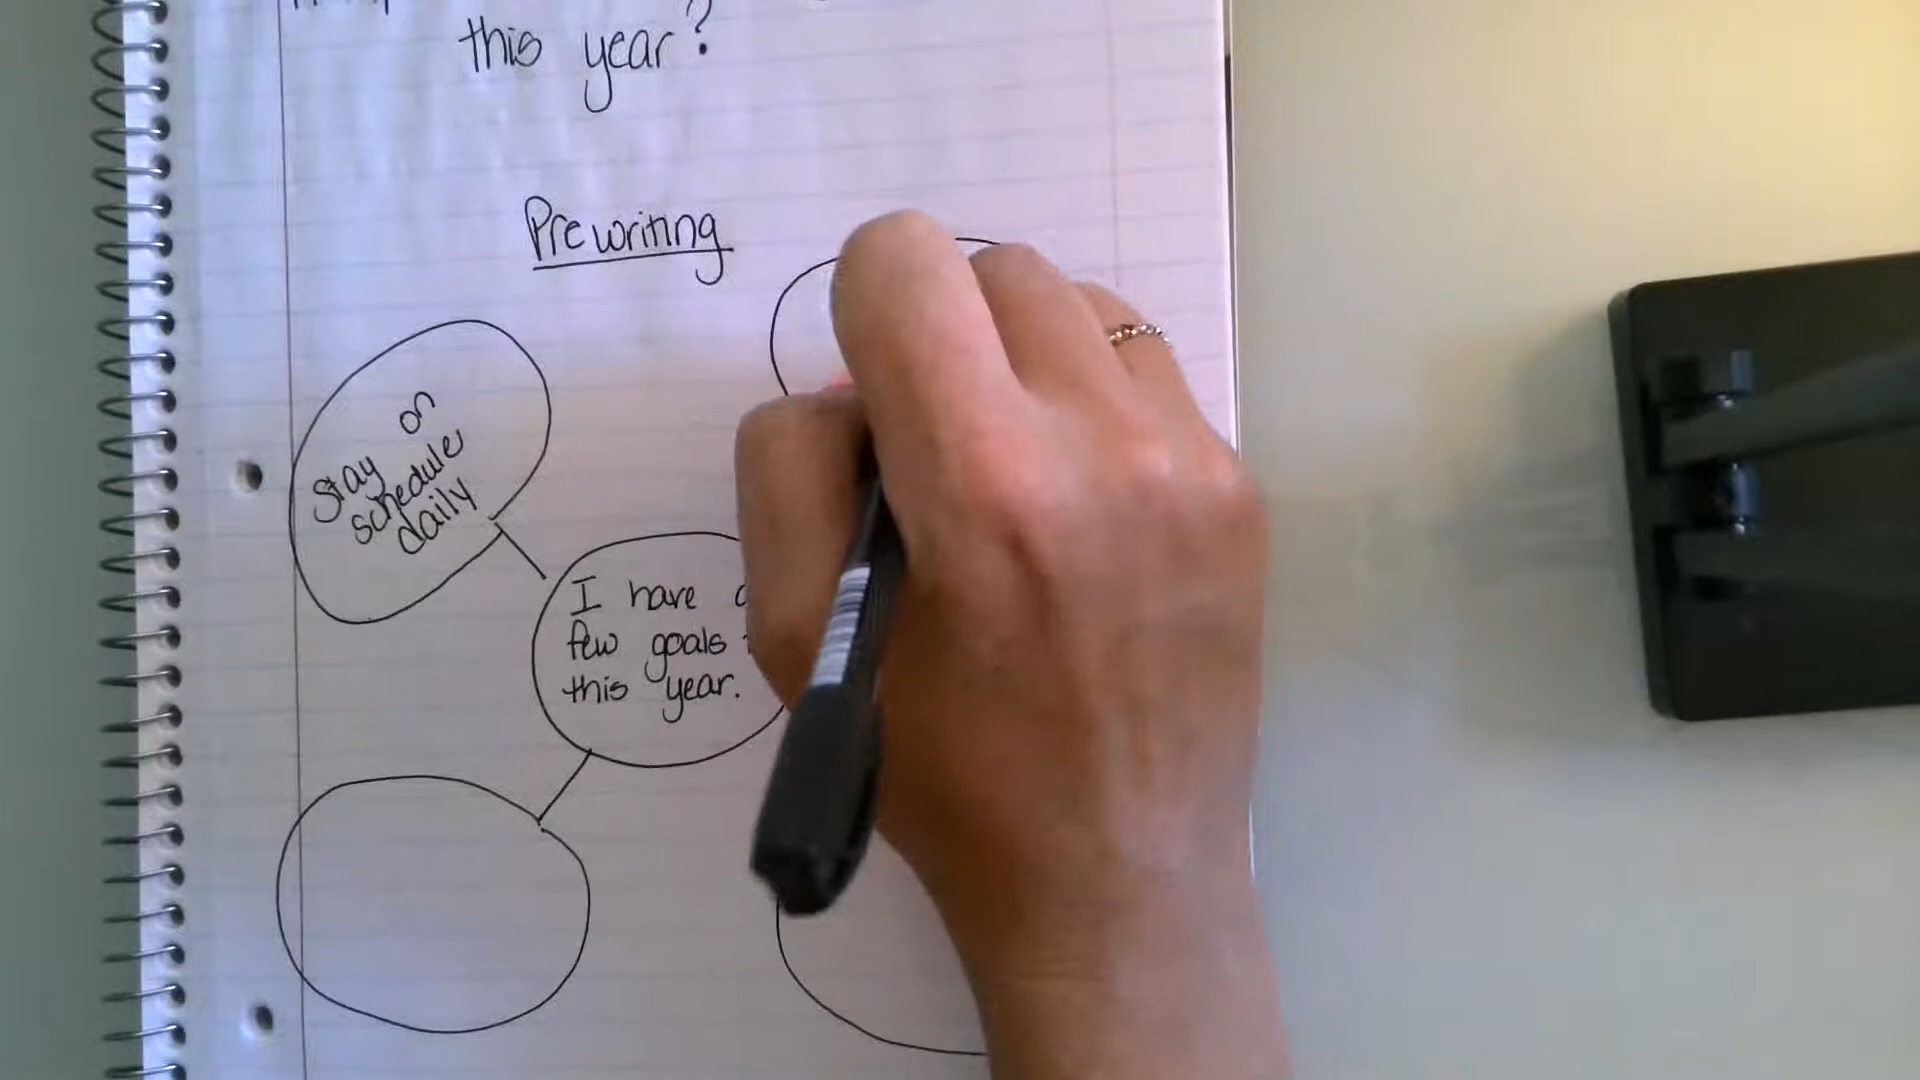 this year?
Prewriting
Stay on
schedule
daily
I have
few goals
this year.